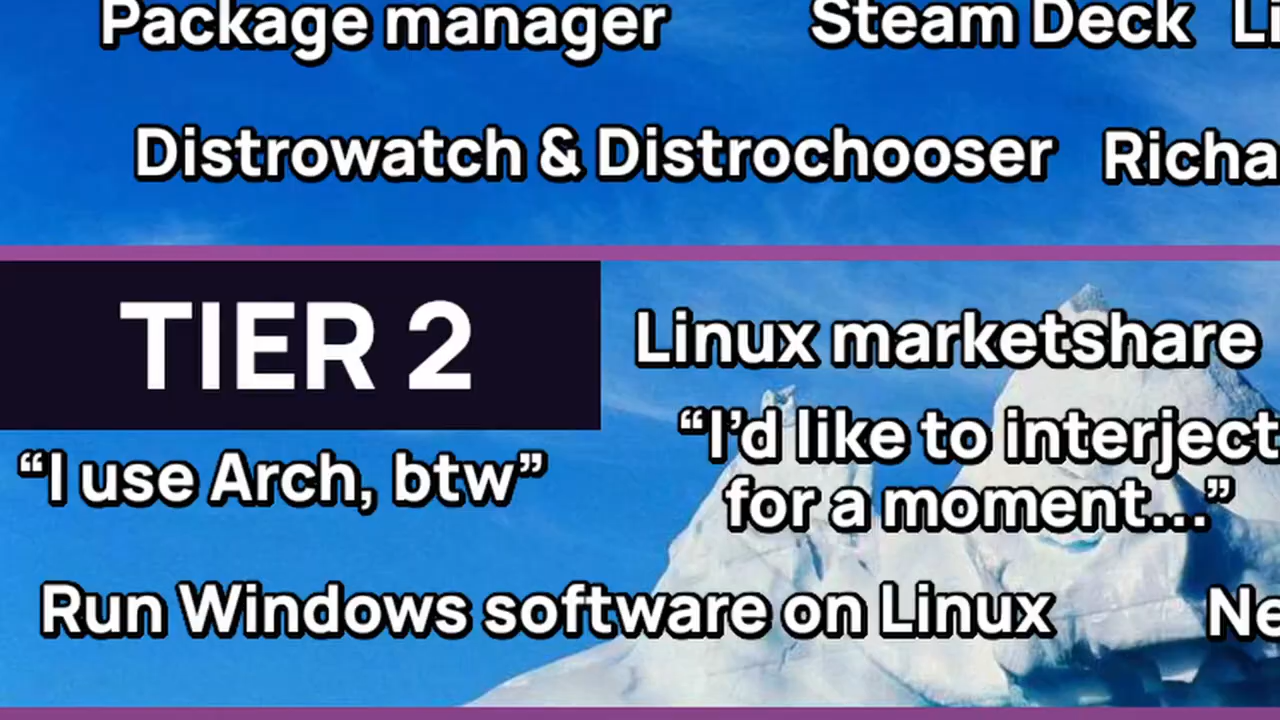 Package manager
Steam Deck
Distrowatch & Distrochooser
TIER 2
Linux marketshare
“I’d like to interject
for a moment...”
“I use Arch, btw”
Run Windows software on Linux